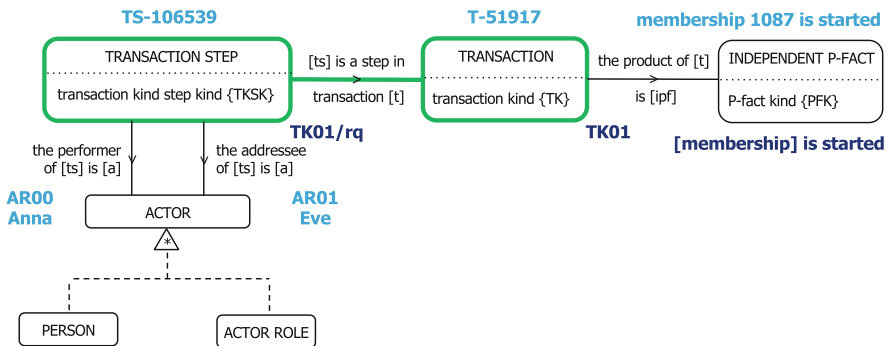 TS-106539
T-51917
membership 1087 is started
TRANSACTION STEP
transaction kind step kind {TKSK}
[ts] is a step in
transaction [t]
TRANSACTION
transaction kind {TK}
the product of [t]
is [ipf]
INDEPENDENT P-FACT
P-fact kind {PFK}
TK01/rq
TK01
[membership] is started
the performer
of [ts] is [a]
the addressee
of [ts] is [a]
AR00
Anna
ACTOR
AR01
Eve
*
PERSON
ACTOR ROLE